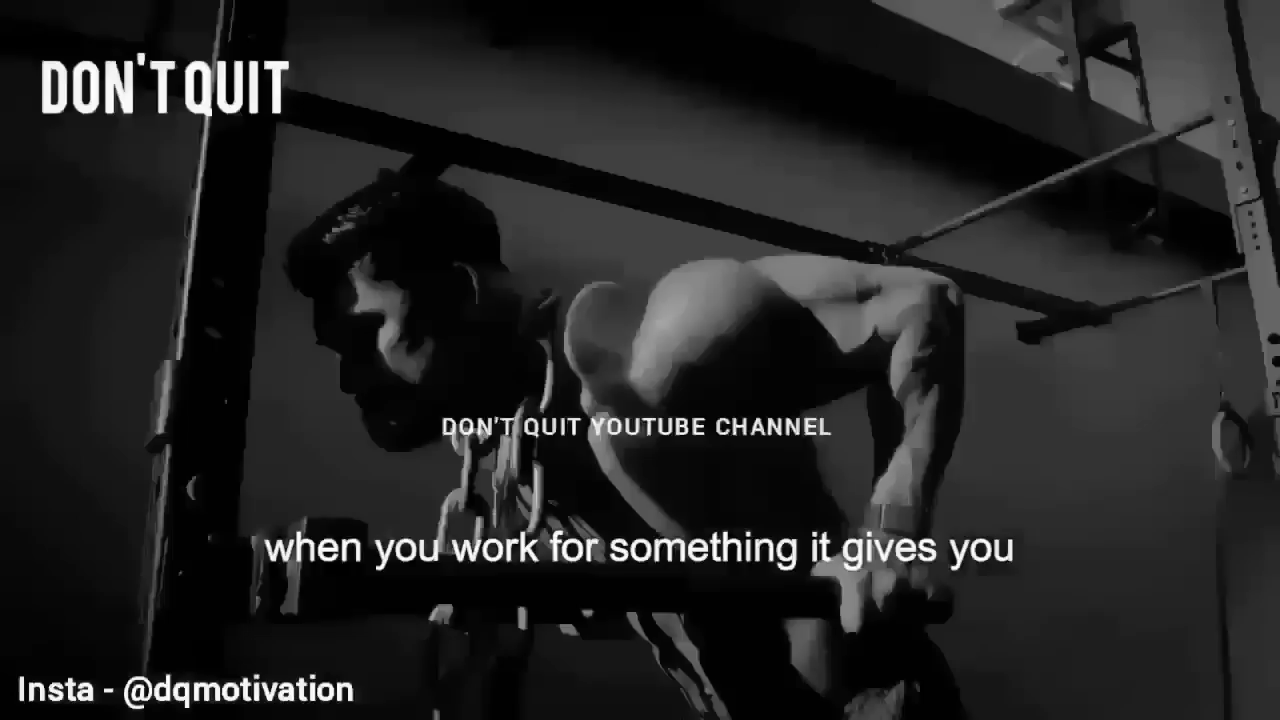 DON'T QUIT
DON'T QUIT YOUTUBE CHANNEL
when you work for something it gives you
Insta - @dqmotivation